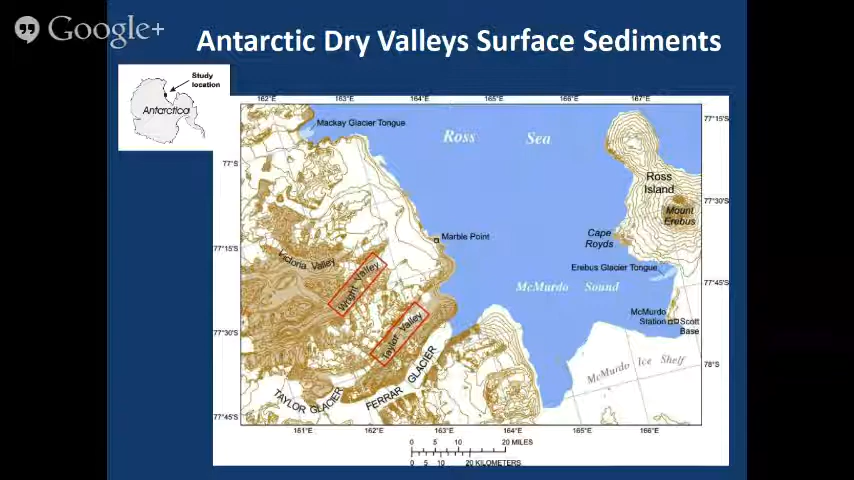 Google+
Antarctic Dry Valleys Surface Sediments
Study
location
Antarctica
162°E 163°E 164°E 165°E 166°E 167°E
77°15'S
Mackay Glacier Tongue
Ross Sea
77°S
Ross
Island
77°30'S
Mount
Erebus
Cape
Royds
Marble Point
77°15'S
Victoria Valley
Wright Valley
Erebus Glacier Tongue
77°45'S
McMurdo Sound
McMurdo
Station
Scott
Base
77°30'S
Taylor Valley
78°S
McMurdo Ice Shelf
TAYLOR GLACIER
FERRAR GLACIER
77°45'S
161°E 162°E 163°E 164°E 165°E 166°E
0 5 10 20 MILES
0 5 10 20 KILOMETERS